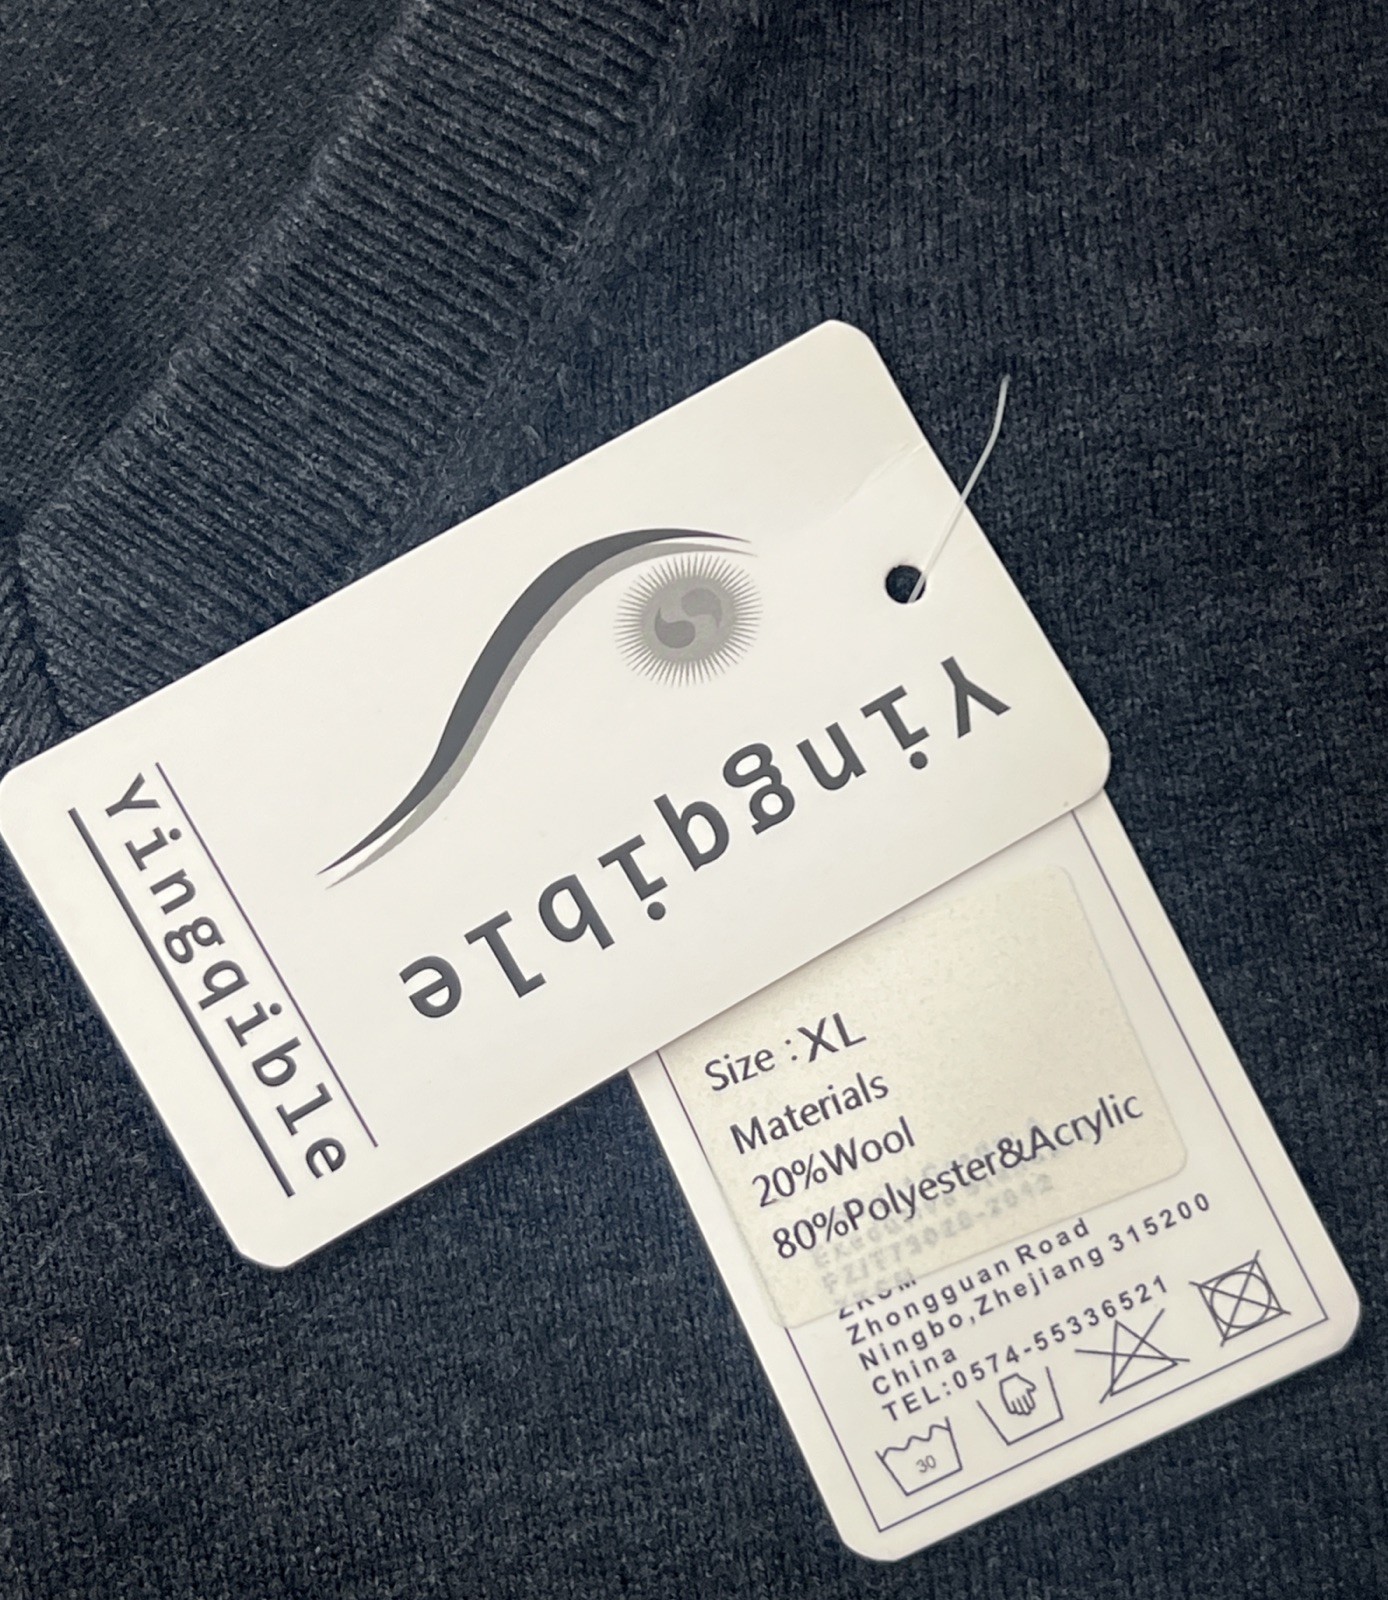 Yingqible
Yingqible
Size : XL
Materials
20%Wool
80%Polyester&Acrylic
Zhongguan Road
Ningbo,Zhejiang 315200
China
TEL:0574-55336521
30